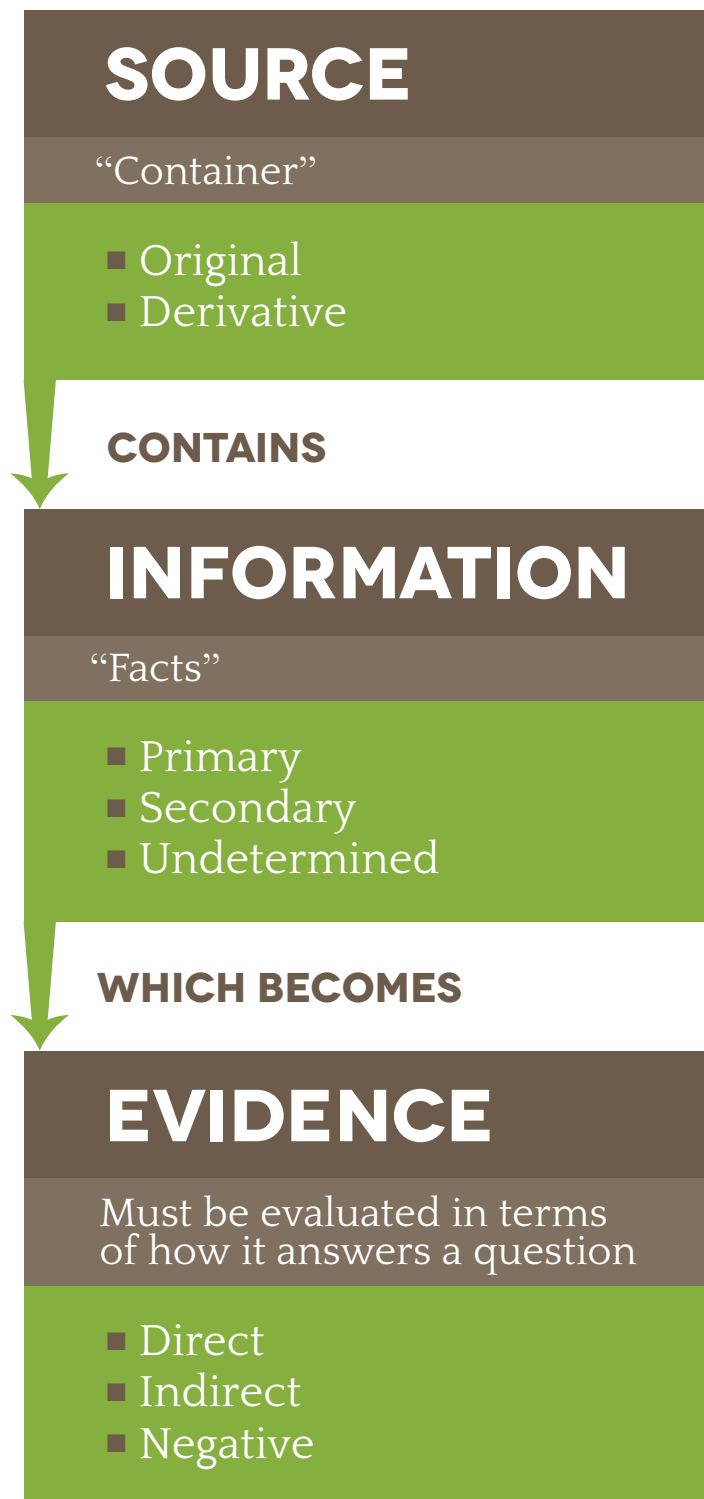 SOURCE
“Container”
■ Original
■ Derivative
CONTAINS
INFORMATION
“Facts”
■ Primary
■ Secondary
■ Undetermined
WHICH BECOMES
EVIDENCE
Must be evaluated in terms
of how it answers a question
■ Direct
■ Indirect
■ Negative